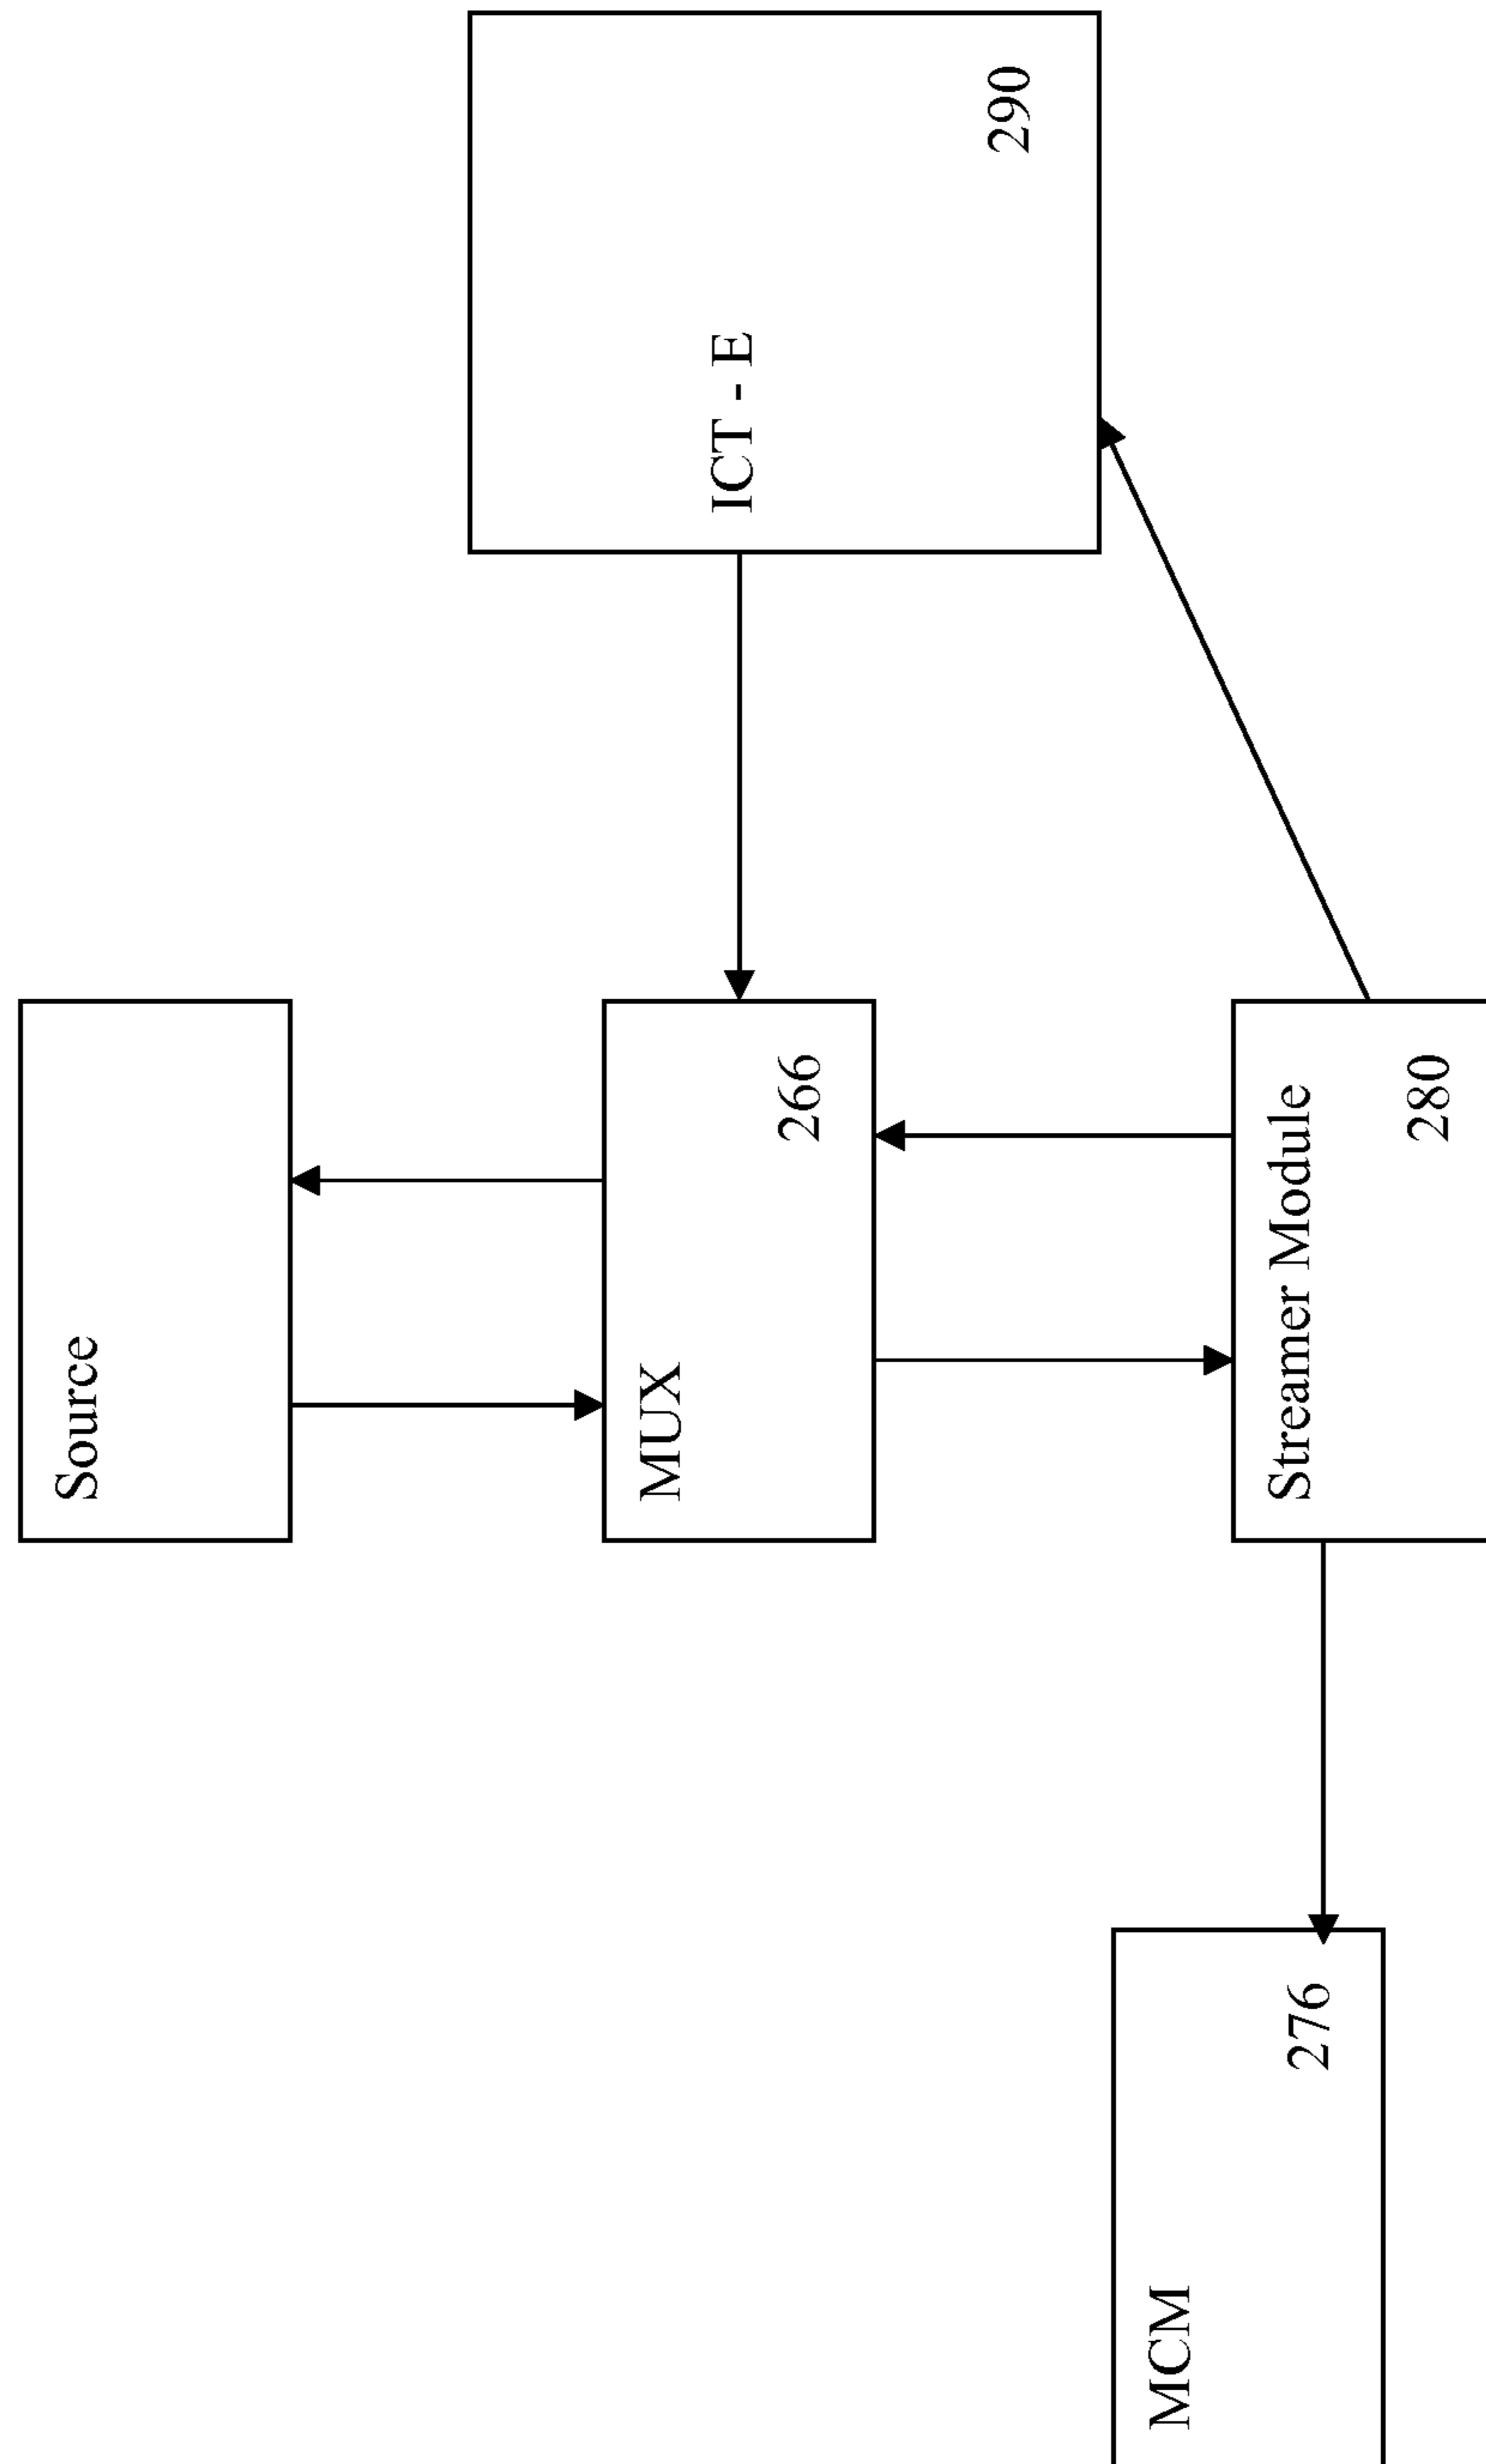 Source
MUX
266
Streamer Module
280
ICT - E
290
MCM
276